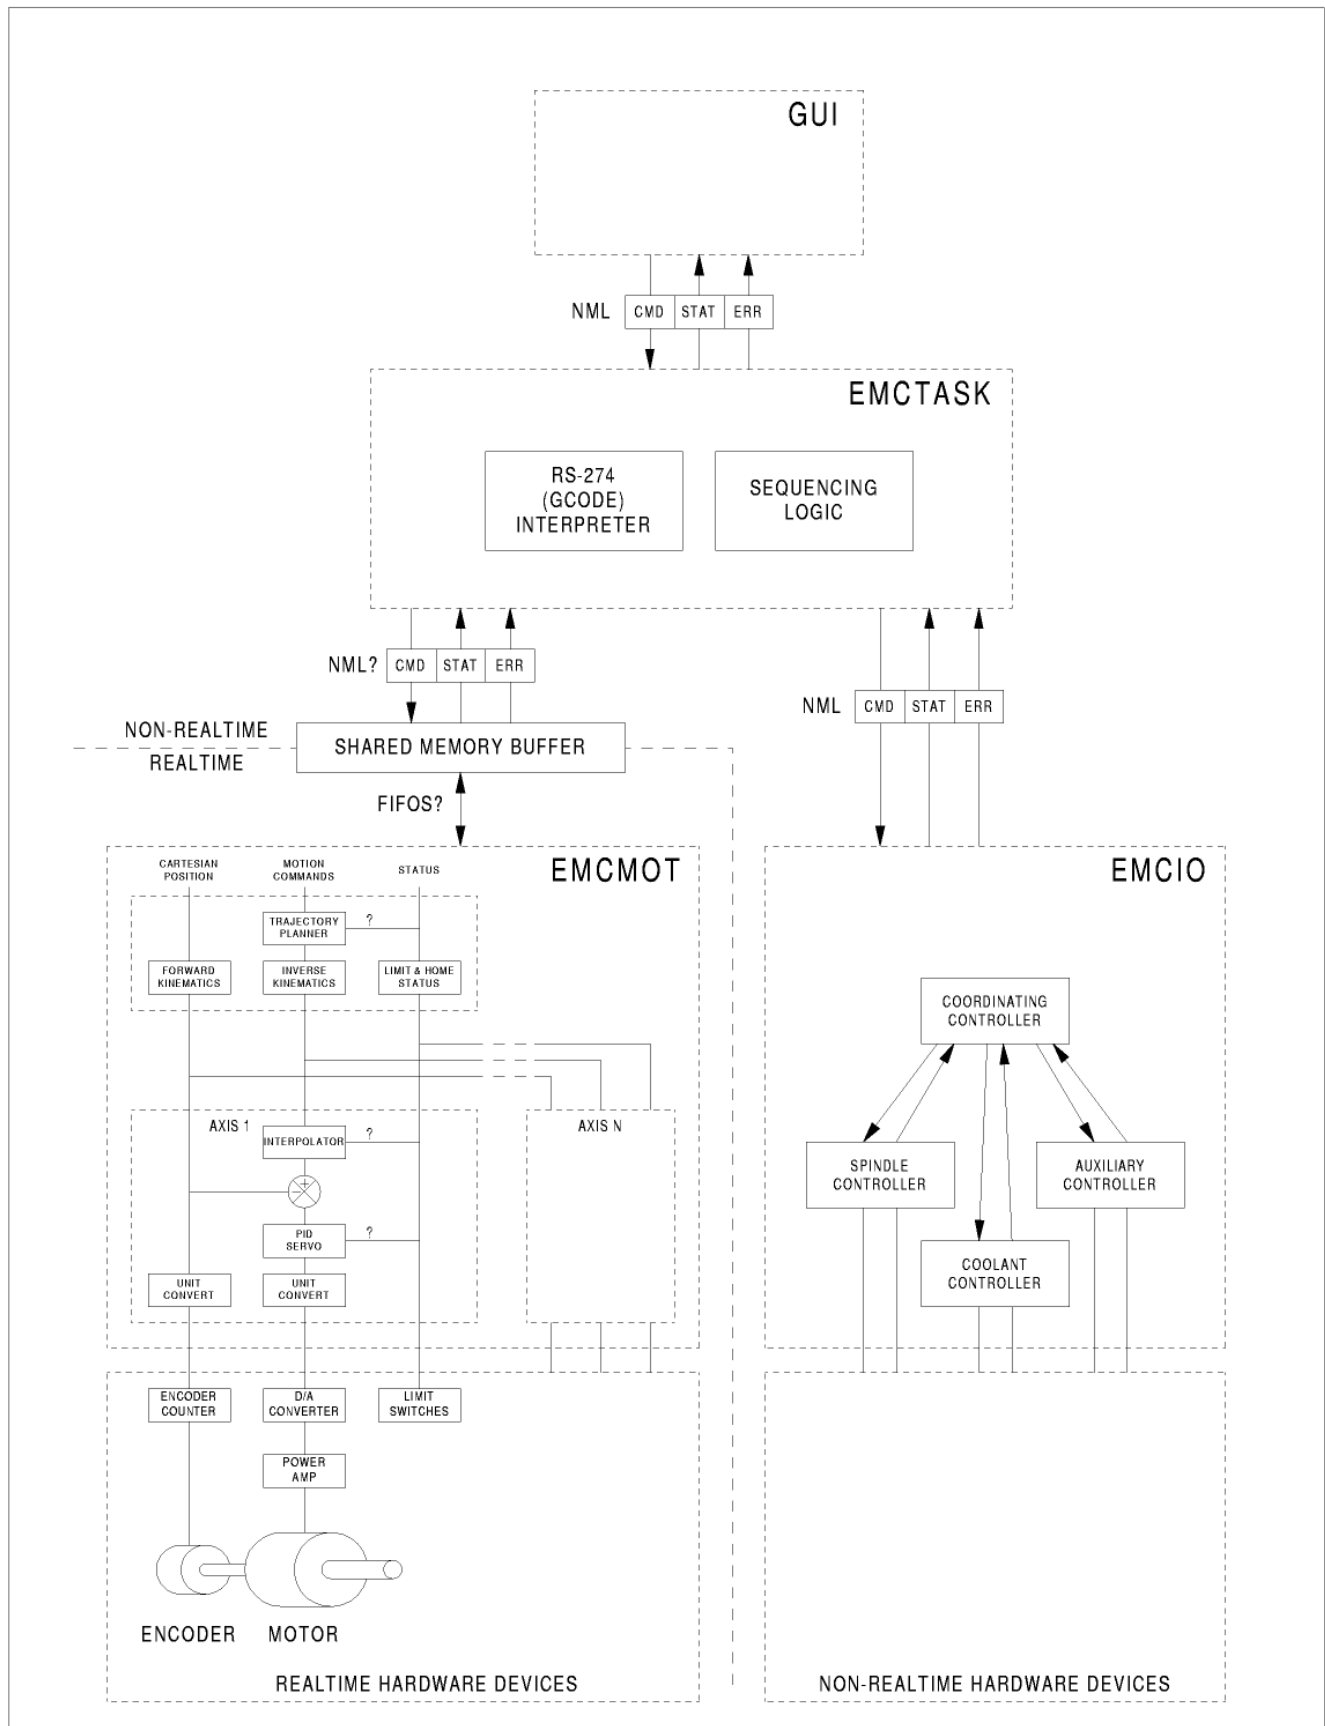 GUI
NML
CMD
STAT
ERR
EMCTASK
RS-274
(GCODE)
INTERPRETER
SEQUENCING
LOGIC
NML?
CMD
STAT
ERR
NML
CMD
STAT
ERR
NON-REALTIME
REALTIME
SHARED MEMORY BUFFER
FIFOS?
EMCMOT
CARTESIAN
POSITION
MOTION
COMMANDS
STATUS
TRAJECTORY
PLANNER
?
FORWARD
KINEMATICS
INVERSE
KINEMATICS
LIMIT & HOME
STATUS
AXIS 1
INTERPOLATOR
?
+
-
PID
SERVO
?
UNIT
CONVERT
UNIT
CONVERT
AXIS N
EMCIO
COORDINATING
CONTROLLER
SPINDLE
CONTROLLER
AUXILIARY
CONTROLLER
COOLANT
CONTROLLER
ENCODER
COUNTER
D/A
CONVERTER
LIMIT
SWITCHES
POWER
AMP
ENCODER
MOTOR
REALTIME HARDWARE DEVICES
NON-REALTIME HARDWARE DEVICES